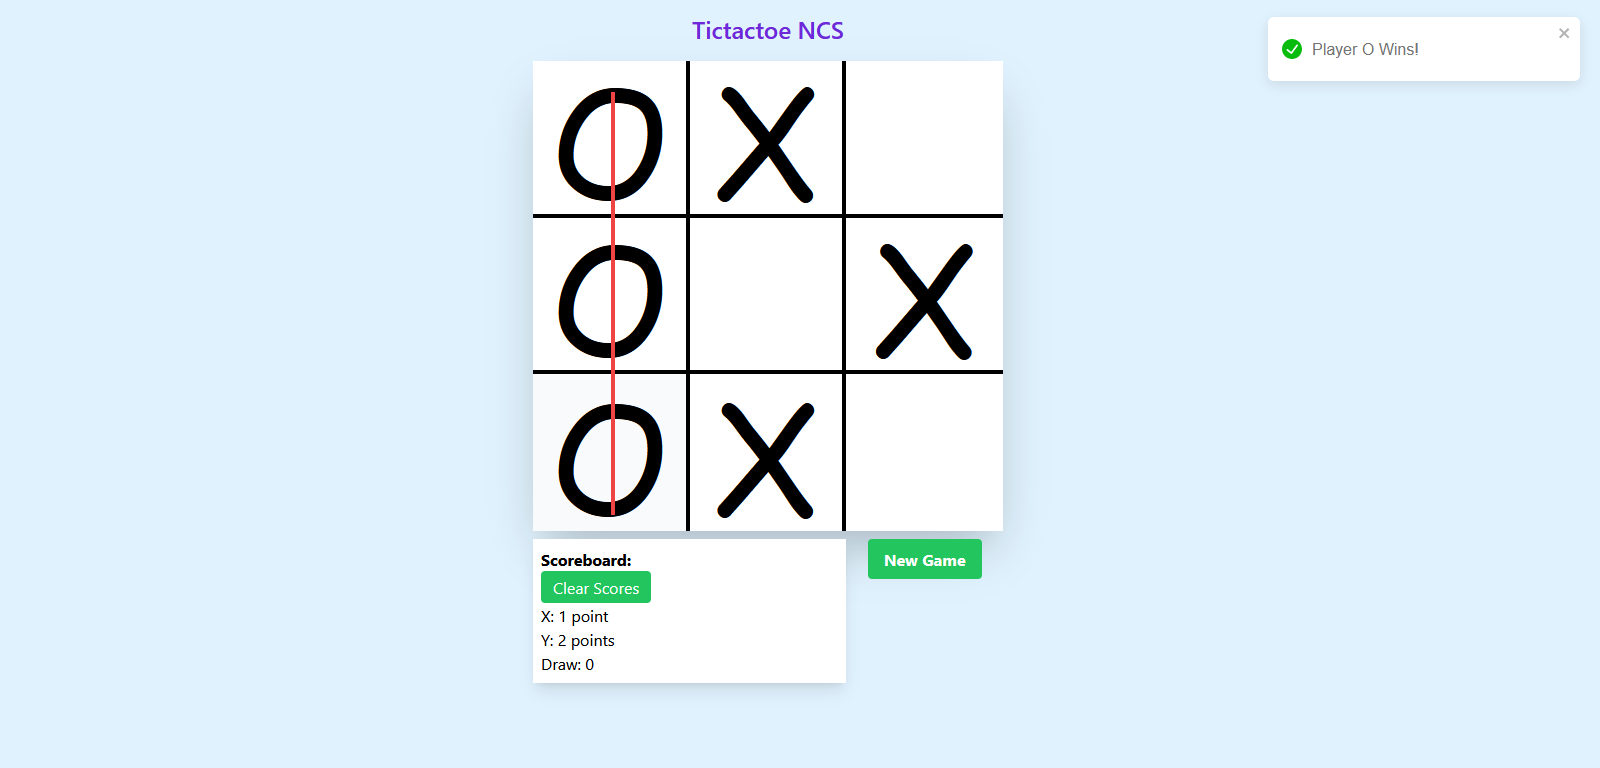 Tictactoe NCS
Player O Wins!
O X
O X
O X
Scoreboard:
New Game
Clear Scores
X: 1 point
Y: 2 points
Draw: 0